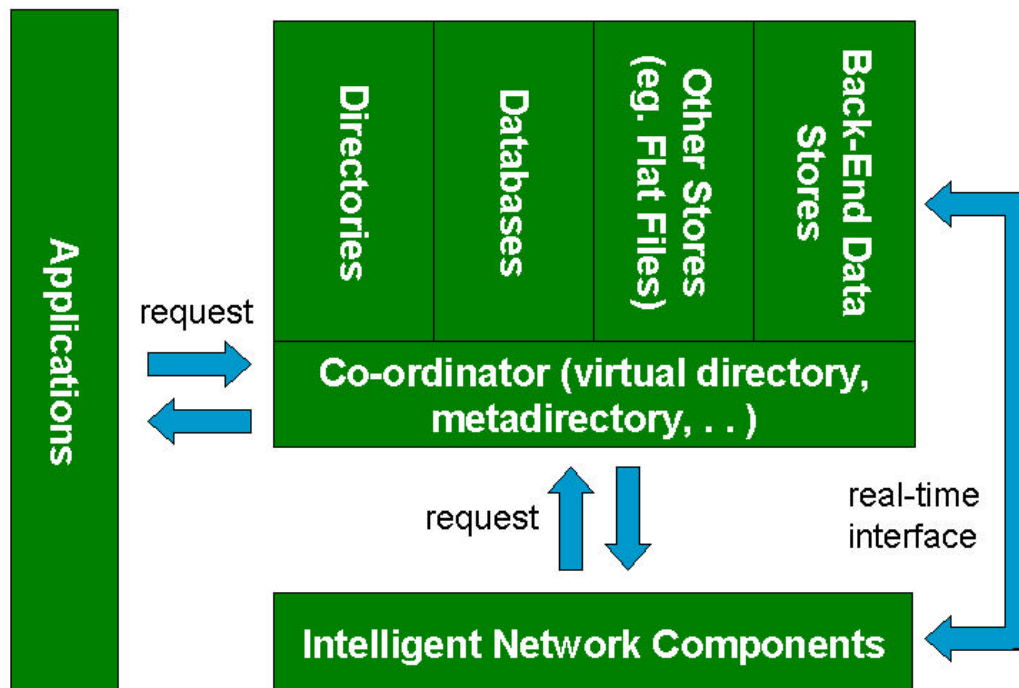 Applications
request
Directories
Databases
Other Stores
(eg. Flat Files)
Back-End Data
Stores
Co-ordinator (virtual directory,
metadirectory, . . )
request
real-time
interface
Intelligent Network Components